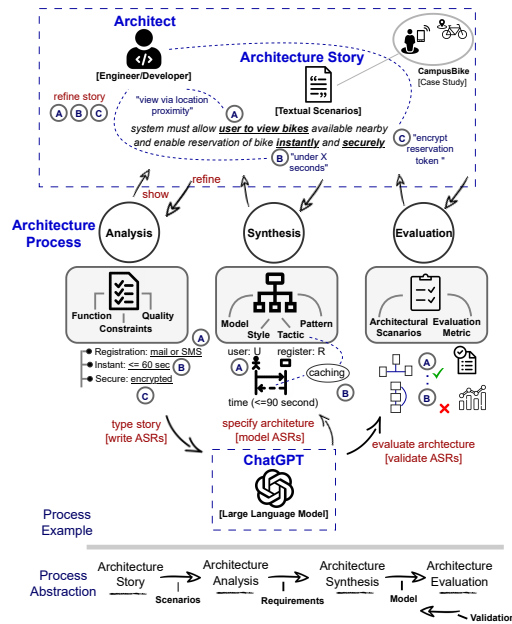 Architect
[Engineer/Developer]
Architecture Story
[Textual Scenarios]
CampusBike
[Case Study]
refine story
A B C
"view via location
proximity"
A
system must allow user to view bikes available nearby
and enable reservation of bike instantly and securely
B
"under X
seconds"
C
"encrypt
reservation
token "
show
refine
Architecture
Process
Analysis
Synthesis
Evaluation
Function
Quality
Constraints
Model
Style
Tactic
Pattern
Architectural
Scanarios
Evaluation
Metric
A
Registration: mail or SMS
Instant: <= 60 sec
B
Secure: encrypted
C
user: U
register: R
A
caching
B
time (<=90 second)
A
B
type story
[write ASRs]
specify architeture
[model ASRs]
evaluate archtecture
[validate ASRs]
ChatGPT
[Large Language Model]
Process
Example
Process
Abstraction
Architecture
Story
Scenarios
Architecture
Analysis
Requirements
Architecture
Synthesis
Model
Architecture
Evaluation
Validation